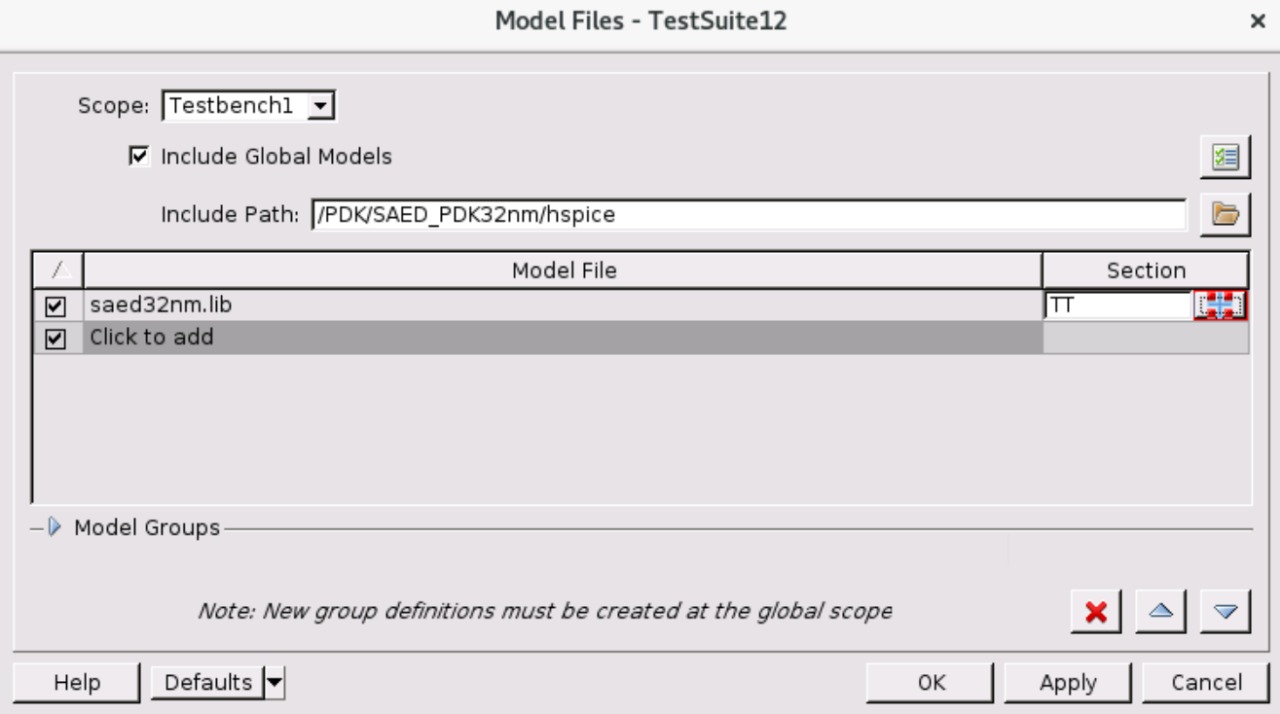 Model Files - TestSuite12
Scope: Testbench1
Include Global Models
Include Path: /PDK/SAED_PDK32nm/hspice
Model File Section
saed32nm.lib TT
Click to add
Model Groups
Note: New group definitions must be created at the global scope
Help Defaults OK Apply Cancel